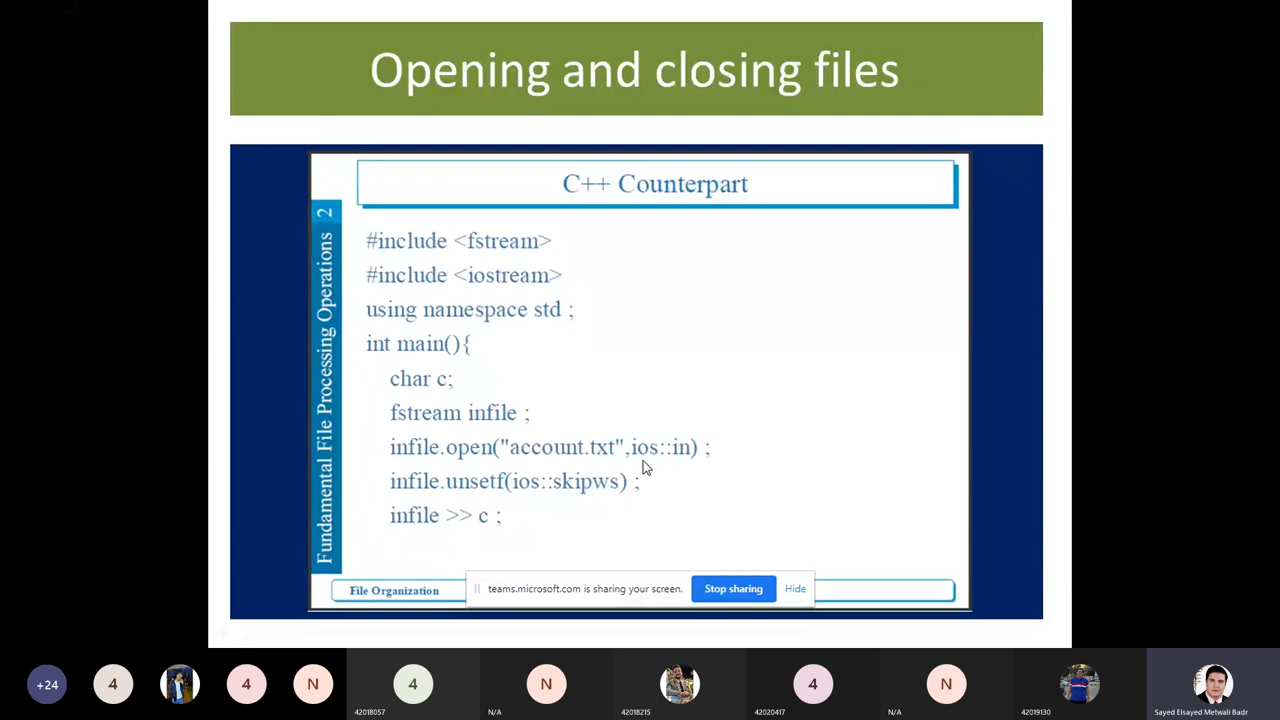 Opening and closing files
C++ Counterpart
Fundamental File Processing Operations 2
#include <fstream>
#include <iostream>
using namespace std ;
int main(){
char c;
fstream infile ;
infile.open("account.txt",ios::in) ;
infile.unsetf(ios::skipws) ;
infile >> c ;
File Organization
teams.microsoft.com is sharing your screen.
Stop sharing
Hide
+24
4
4
N
4
N
4
N
42018057
N/A
42018215
42020417
N/A
42019130
Sayed Elsayed Metwali Badr